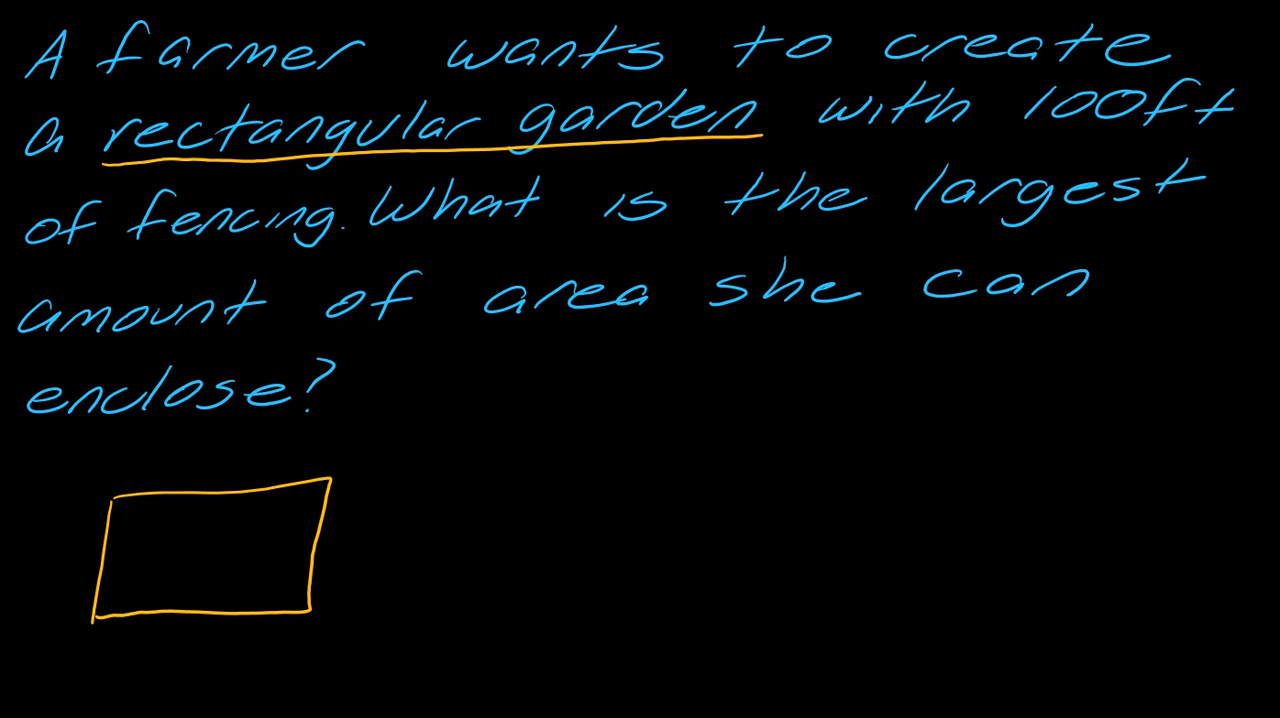 A farmer wants to create
a rectangular garden with 100ft
of fencing. What is the largest
amount of area she can
enclose?